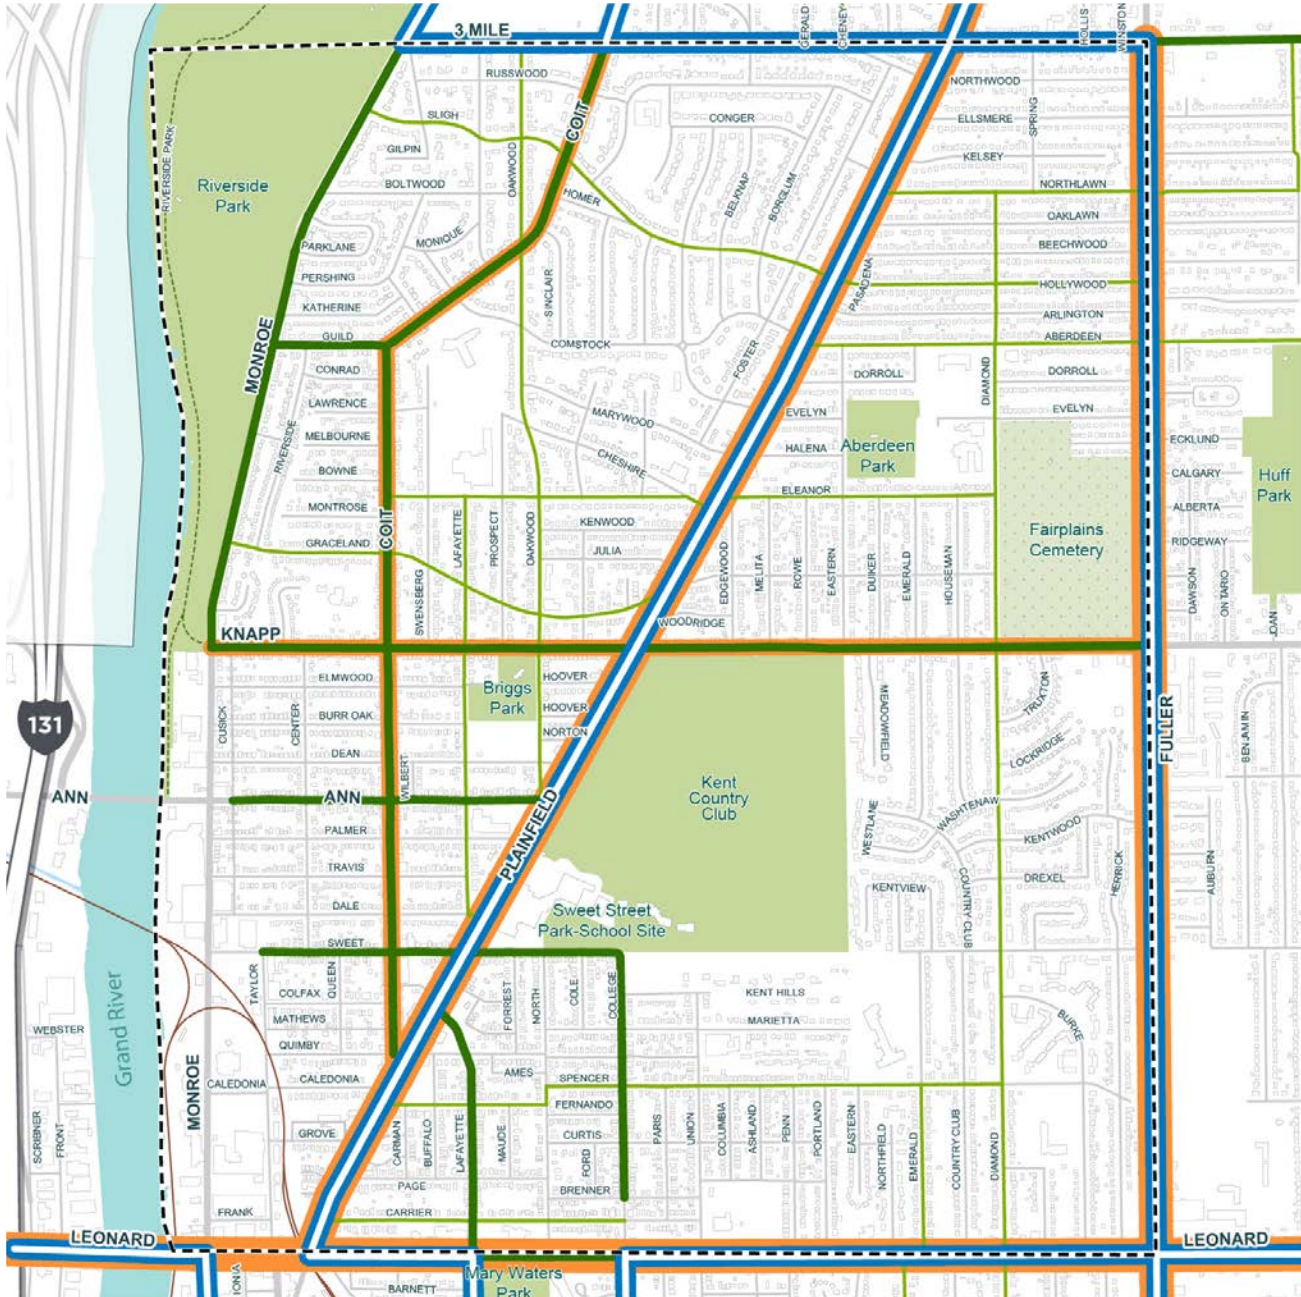 3 MILE
GERALD
CHENEY
HOLLIS
WINSTON
RUSSWOOD
COIT
NORTHWOOD
SLIGH
CONGER
ELLSMERE
SPRING
GILPIN
RIVERSIDE PARK
OAKWOOD
KELSEY
Riverside
Park
BOLTWOOD
HOMER
BELKNAP
BORGLUM
NORTHLAWN
OAKLAWN
PARKLANE
MONIQUE
BEECHWOOD
PERSHING
SINCLAIR
PASADENA
HOLLYWOOD
KATHERINE
ARLINGTON
GUILD
COMSTOCK
ABERDEEN
MONROE
CONRAD
FOSTER
DORROLL
DIAMOND
DORROLL
LAWRENCE
MARYWOOD
EVELYN
EVELYN
MELBOURNE
RIVERSIDE
HALENA
Aberdeen
Park
ECKLUND
BOWNE
CHESHIRE
CALGARY
Huff
Park
ELEANOR
MONTROSE
COIT
LAFAYETTE
PROSPECT
OAKWOOD
KENWOOD
ALBERTA
GRACELAND
JULIA
Fairplains
Cemetery
RIDGEWAY
SWENSBERG
EDGEWOOD
MELITA
ROWE
EASTERN
DUIKER
EMERALD
HOUSEMAN
DAWSON
ONTARIO
JOAN
WOODRIDGE
KNAPP
ELMWOOD
HOOVER
Briggs
Park
MEADOWFIELD
TRUXTON
CUSICK
CENTER
BURR OAK
HOOVER
NORTON
131
FULLER
BENJAMIN
DEAN
LOCKRIDGE
WILBERT
ANN
ANN
Kent
Country
Club
WASHTENAW
PALMER
PLAINFIELD
WESTLANE
KENTWOOD
TRAVIS
AUBURN
KENTVIEW
COUNTRY CLUB
DREXEL
HERRICK
DALE
Sweet Street
Park-School Site
SWEET
TAYLOR
QUEEN
COLFAX
FORREST
NORTH
COLE
COLLEGE
KENT HILLS
Grand River
MATHEWS
MARIETTA
BURKE
WEBSTER
QUIMBY
MONROE
CALEDONIA
CALEDONIA
AMES
SPENCER
FERNANDO
SCRIBNER
FRONT
GROVE
CARMAN
BUFFALO
LAFAYETTE
MAUDE
CURTIS
FORD
PARIS
UNION
COLUMBIA
ASHLAND
PENN
PORTLAND
EASTERN
NORTHFIELD
EMERALD
COUNTRY CLUB
DIAMOND
PAGE
BRENNER
FRANK
CARRIER
LEONARD
LEONARD
IONIA
BARNETT
Mary Waters
Park